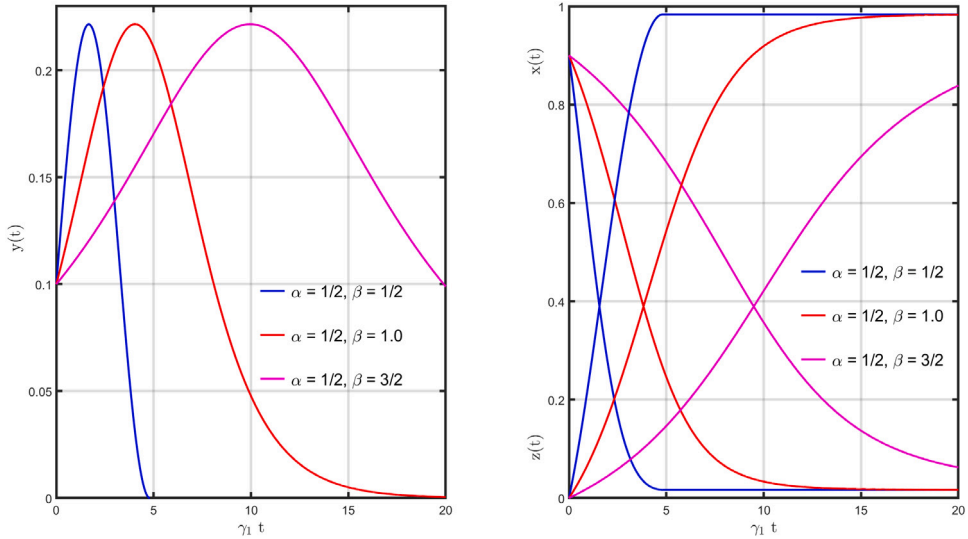 0.2
0.15
0.1
0.05
0
y(t)
α = 1/2, β = 1/2
α = 1/2, β = 1.0
α = 1/2, β = 3/2
0 5 10 15 20
γ₁ t
x(t)
1
0.8
0.6
0.4
0.2
0
z(t)
α = 1/2, β = 1/2
α = 1/2, β = 1.0
α = 1/2, β = 3/2
0 5 10 15 20
γ₁ t